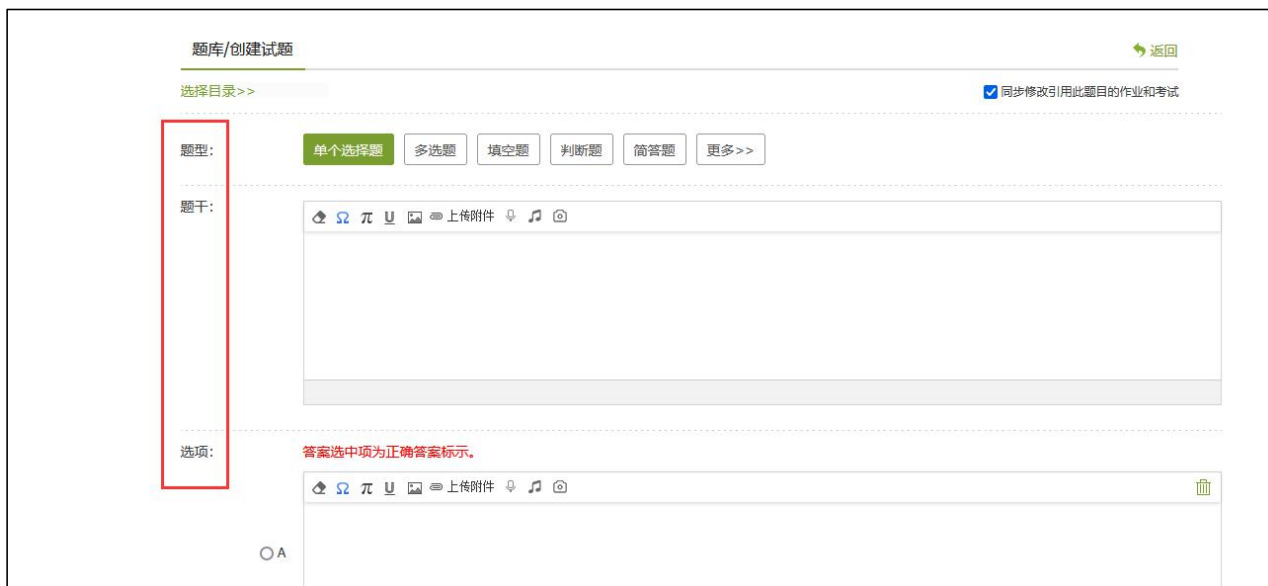 题库/创建试题
返回
选择目录>>
同步修改引用此题目的作业和考试
题型: 单个选择题 多选题 填空题 判断题 简答题 更多>>
题干:
Ω π U 上传附件
选项: 答案选中项为正确答案标示。
Ω π U 上传附件
A